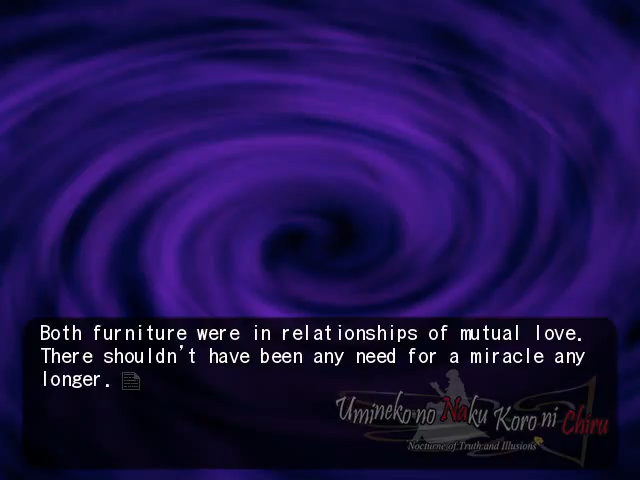 Both furniture were in relationships of mutual love.
There shouldn't have been any need for a miracle any
longer.
Umineko no Naku Koro ni Chiru
Nocturne of Truth and Illusions